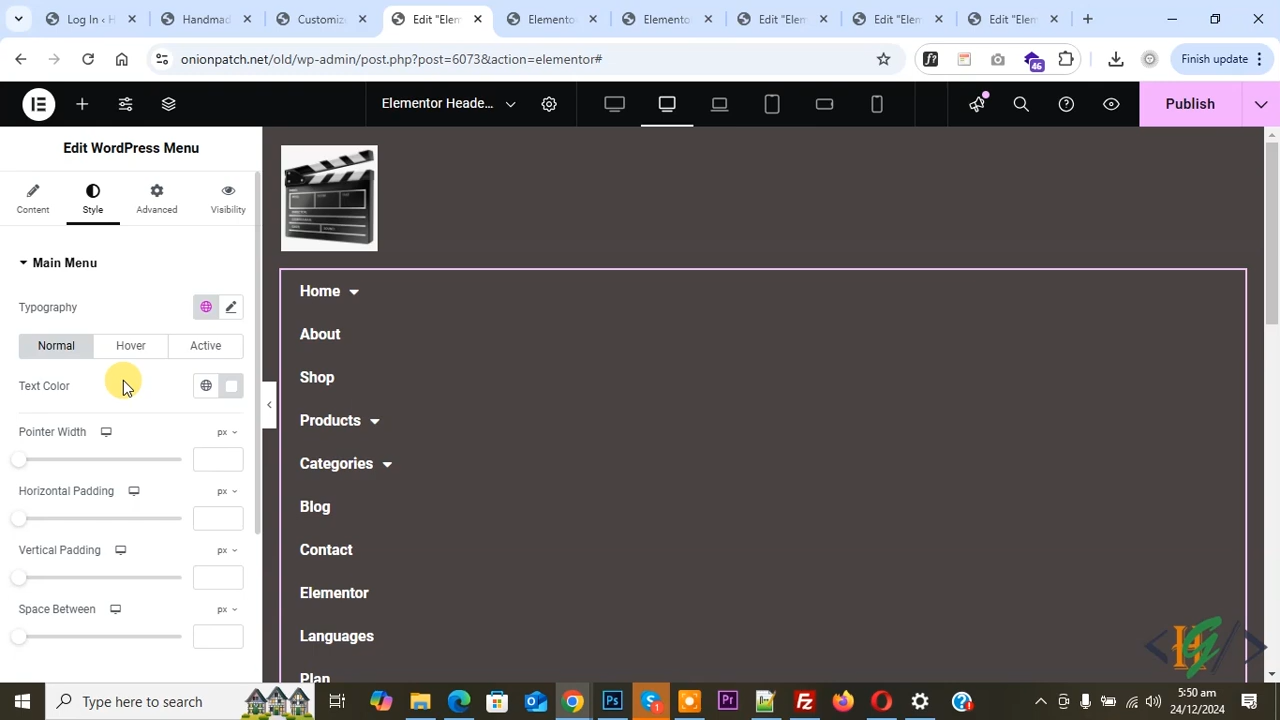 Log In ‹ H
Handmad
Customiz
Edit "Elem
Elemento
Elemento
Edit "Elem
Edit "Elem
Edit "Elem
onionpatch.net/old/wp-admin/post.php?post=6073&action=elementor#
46
Finish update
Elementor Heade...
Publish
Edit WordPress Menu
Content
Style
Advanced
Visibility
Main Menu
Typography
Normal
Hover
Active
Text Color
Pointer Width
px
Horizontal Padding
px
Vertical Padding
px
Space Between
px
Home
About
Shop
Products
Categories
Blog
Contact
Elementor
Languages
Plan
Type here to search
5:50 am
24/12/2024